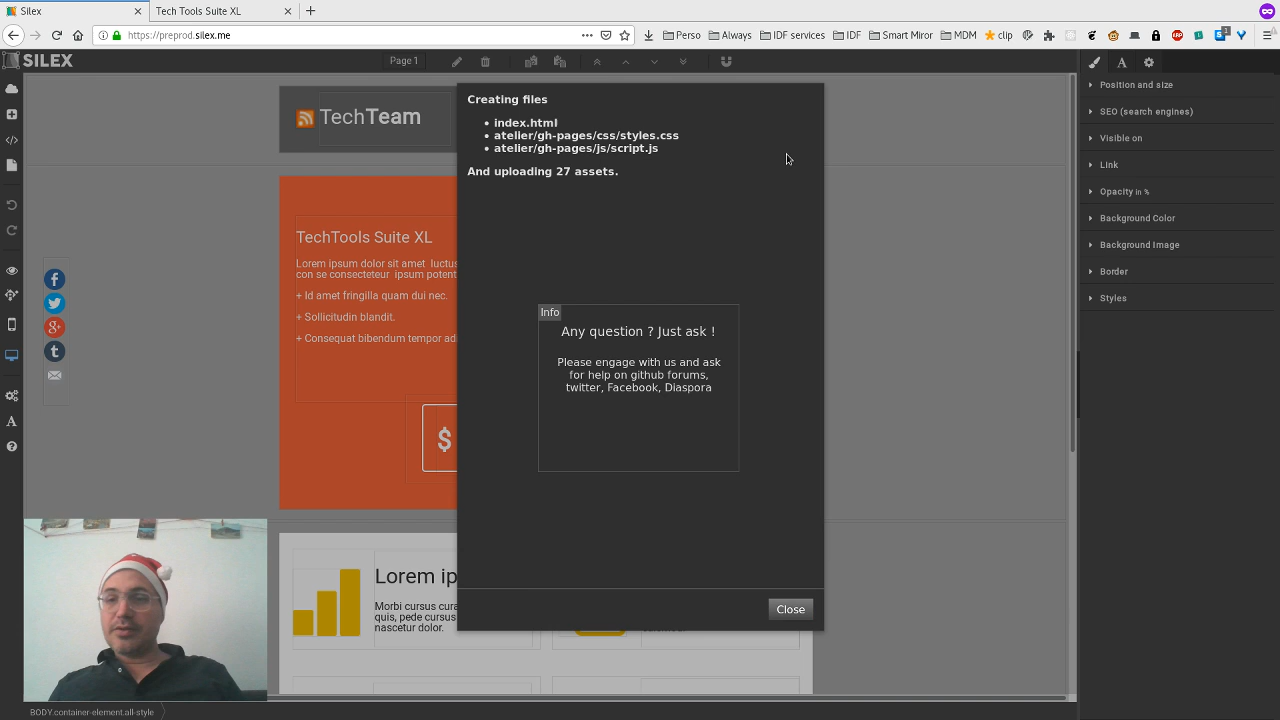 Silex
Tech Tools Suite XL
https://preprod.silex.me
Perso
Always
IDF services
IDF
Smart Miror
MDM
clip
SILEX
Page 1
Position and size
SEO (search engines)
Visible on
Link
Opacity in %
Background Color
Background Image
Border
Styles
TechTeam
Creating files
• index.html
• atelier/gh-pages/css/styles.css
• atelier/gh-pages/js/script.js
And uploading 27 assets.
TechTools Suite XL
Lorem ipsum dolor sit amet luctus
con se consecteteur ipsum potent
+ Id amet fringilla quam dui nec.
+ Sollicitudin blandit.
+ Consequat bibendum tempor ad
$
Info
Any question ? Just ask !
Please engage with us and ask
for help on github forums,
twitter, Facebook, Diaspora
Lorem ip
Morbi cursus cura
quis, pede cursus
nascetur dolor.
Close
BODY.container-element.all-style